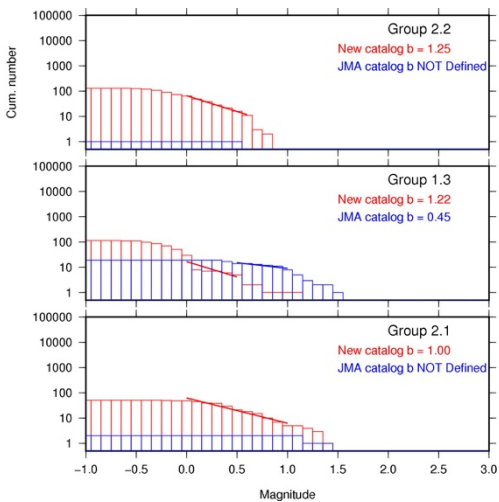 Group 2.2
New catalog b = 1.25
JMA catalog b NOT Defined
100000
10000
1000
100
10
1
Cum. number
Group 1.3
New catalog b = 1.22
JMA catalog b = 0.45
100000
10000
1000
100
10
1
Group 2.1
New catalog b = 1.00
JMA catalog b NOT Defined
100000
10000
1000
100
10
1
−1.0 −0.5 0.0 0.5 1.0 1.5 2.0 2.5 3.0
Magnitude